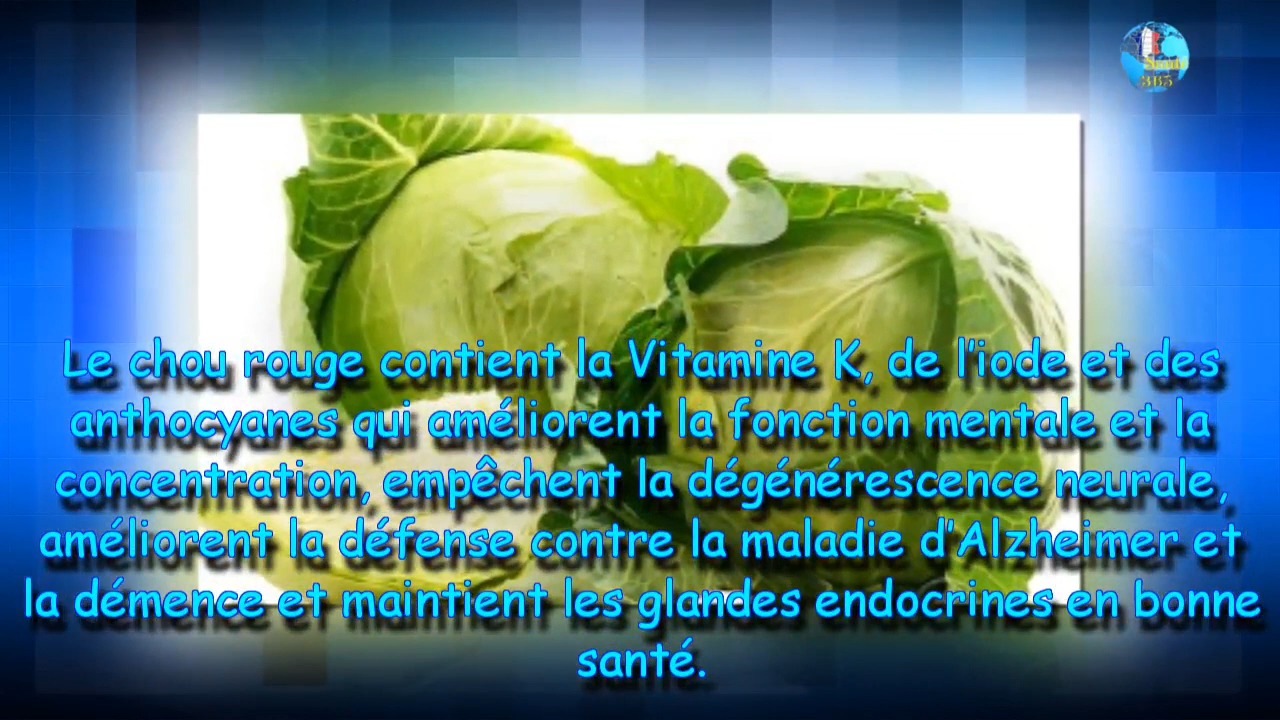 Santé
3B5
Le chou rouge contient la Vitamine K, de l'iode et des
anthocyanes qui améliorent la fonction mentale et la
concentration, empêchent la dégénérescence neurale,
améliorent la défense contre la maladie d'Alzheimer et
la démence et maintient les glandes endocrines en bonne
santé.